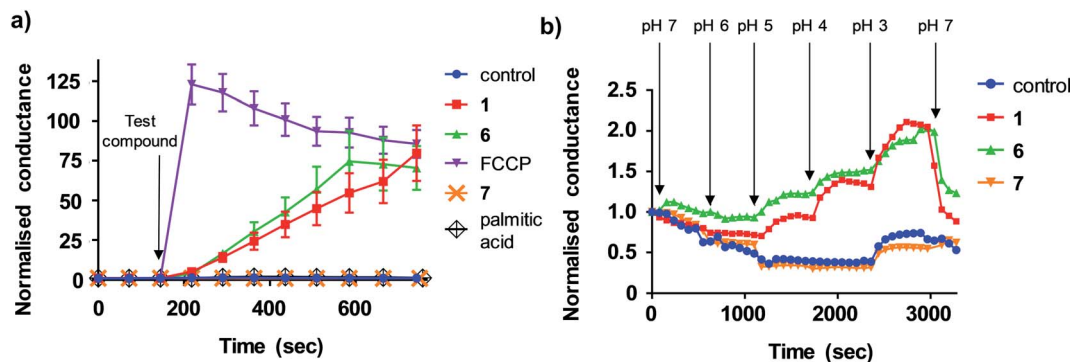 a)
Normalised conductance
125
100
75
50
25
0
0
200
400
600
Time (sec)
Test
compound
control
1
6
FCCP
7
palmitic
acid
b)
pH 7
pH 6
pH 5
pH 4
pH 3
pH 7
Normalised conductance
2.5
2.0
1.5
1.0
0.5
0
0
1000
2000
3000
Time (sec)
control
1
6
7